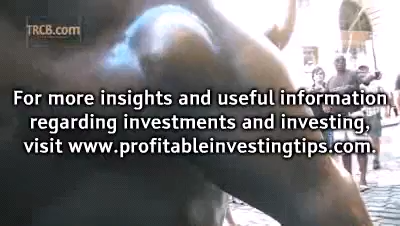 TRCB.com
For more insights and useful information
regarding investments and investing,
visit www.profitableinvestingtips.com.